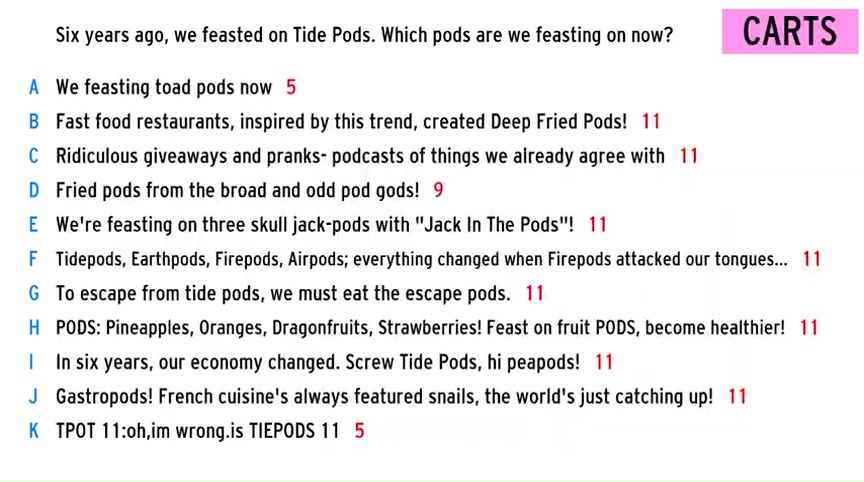 Six years ago, we feasted on Tide Pods. Which pods are we feasting on now?
CARTS
A We feasting toad pods now 5
B Fast food restaurants, inspired by this trend, created Deep Fried Pods! 11
C Ridiculous giveaways and pranks- podcasts of things we already agree with 11
D Fried pods from the broad and odd pod gods! 9
E We're feasting on three skull jack-pods with "Jack In The Pods"! 11
F Tidepods, Earthpods, Firepods, Airpods; everything changed when Firepods attacked our tongues... 11
G To escape from tide pods, we must eat the escape pods. 11
H PODS: Pineapples, Oranges, Dragonfruits, Strawberries! Feast on fruit PODS, become healthier! 11
I In six years, our economy changed. Screw Tide Pods, hi peapods! 11
J Gastropods! French cuisine's always featured snails, the world's just catching up! 11
K TPOT 11:oh,im wrong.is TIEPODS 11 5